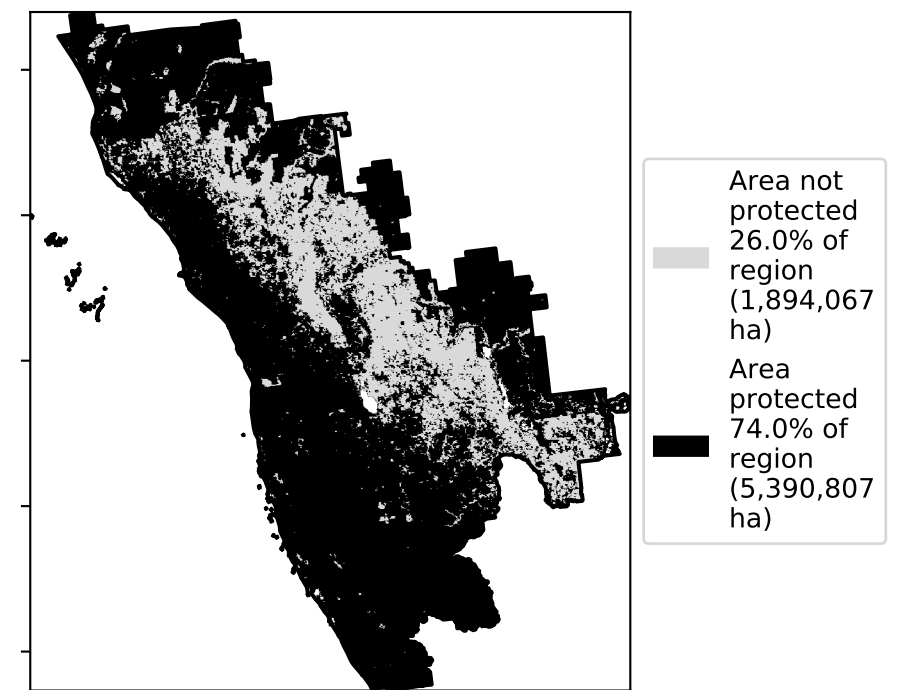 Area not
protected
26.0% of
region
(1,894,067
ha)
Area
protected
74.0% of
region
(5,390,807
ha)